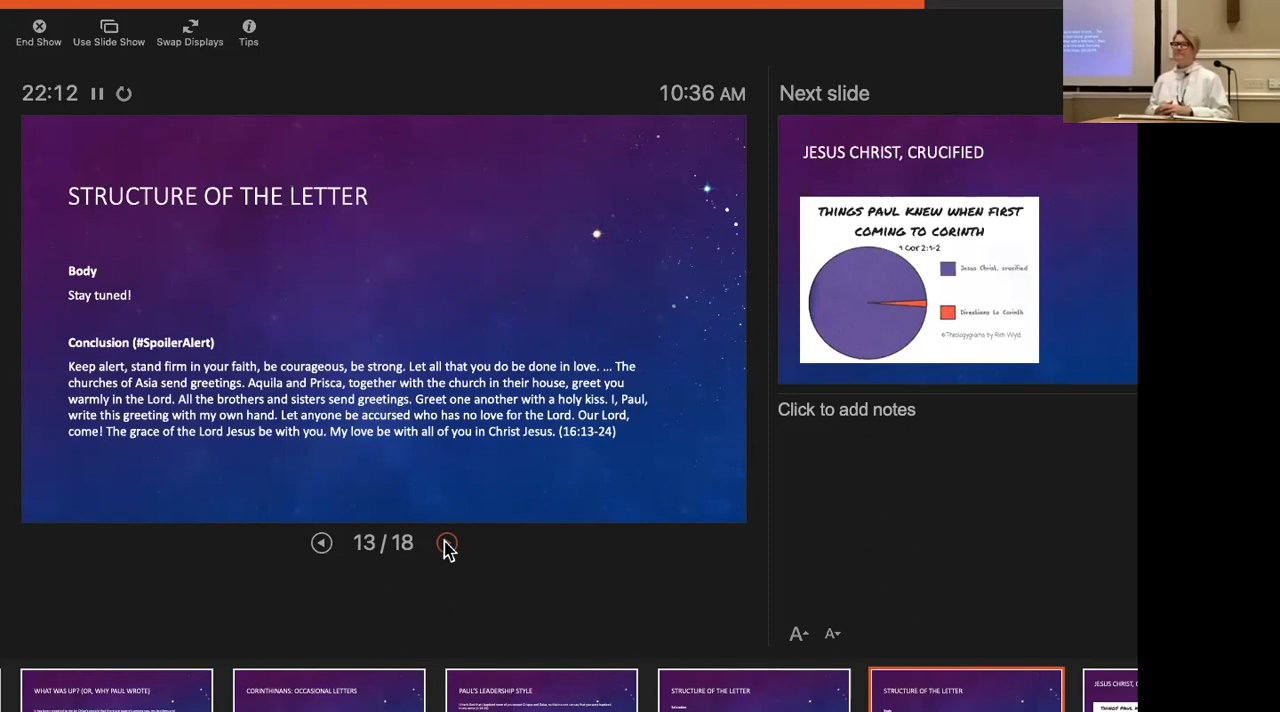 End Show
Use Slide Show
Swap Displays
Tips
22:12
10:36 AM
STRUCTURE OF THE LETTER
Body
Stay tuned!
Conclusion (#SpoilerAlert)
Keep alert, stand firm in your faith, be courageous, be strong. Let all that you do be done in love. ... The
churches of Asia send greetings. Aquila and Prisca, together with the church in their house, greet you
warmly in the Lord. All the brothers and sisters send greetings. Greet one another with a holy kiss. I, Paul,
write this greeting with my own hand. Let anyone be accursed who has no love for the Lord. Our Lord,
come! The grace of the Lord Jesus be with you. My love be with all of you in Christ Jesus. (16:13-24)
13 / 18
Next slide
JESUS CHRIST, CRUCIFIED
THINGS PAUL KNEW WHEN FIRST
COMING TO CORINTH
1 Cor 2:1-2
Jesus Christ, crucified
Directions to Corinth
©Theologygrams by Rich Wyld
Click to add notes
A A
WHAT WAS UP? (OR, WHY PAUL WROTE)
CORINTHIANS: OCCASIONAL LETTERS
PAUL'S LEADERSHIP STYLE
STRUCTURE OF THE LETTER
STRUCTURE OF THE LETTER
JESUS CHRIST, C